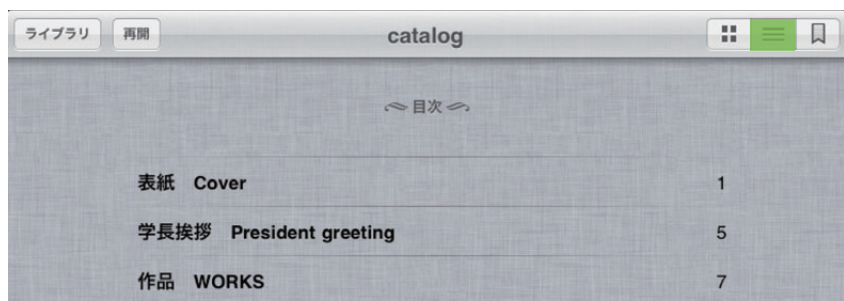 ライブラリ 再開 catalog
目次
表紙 Cover 1
学長挨拶 President greeting 5
作品 WORKS 7